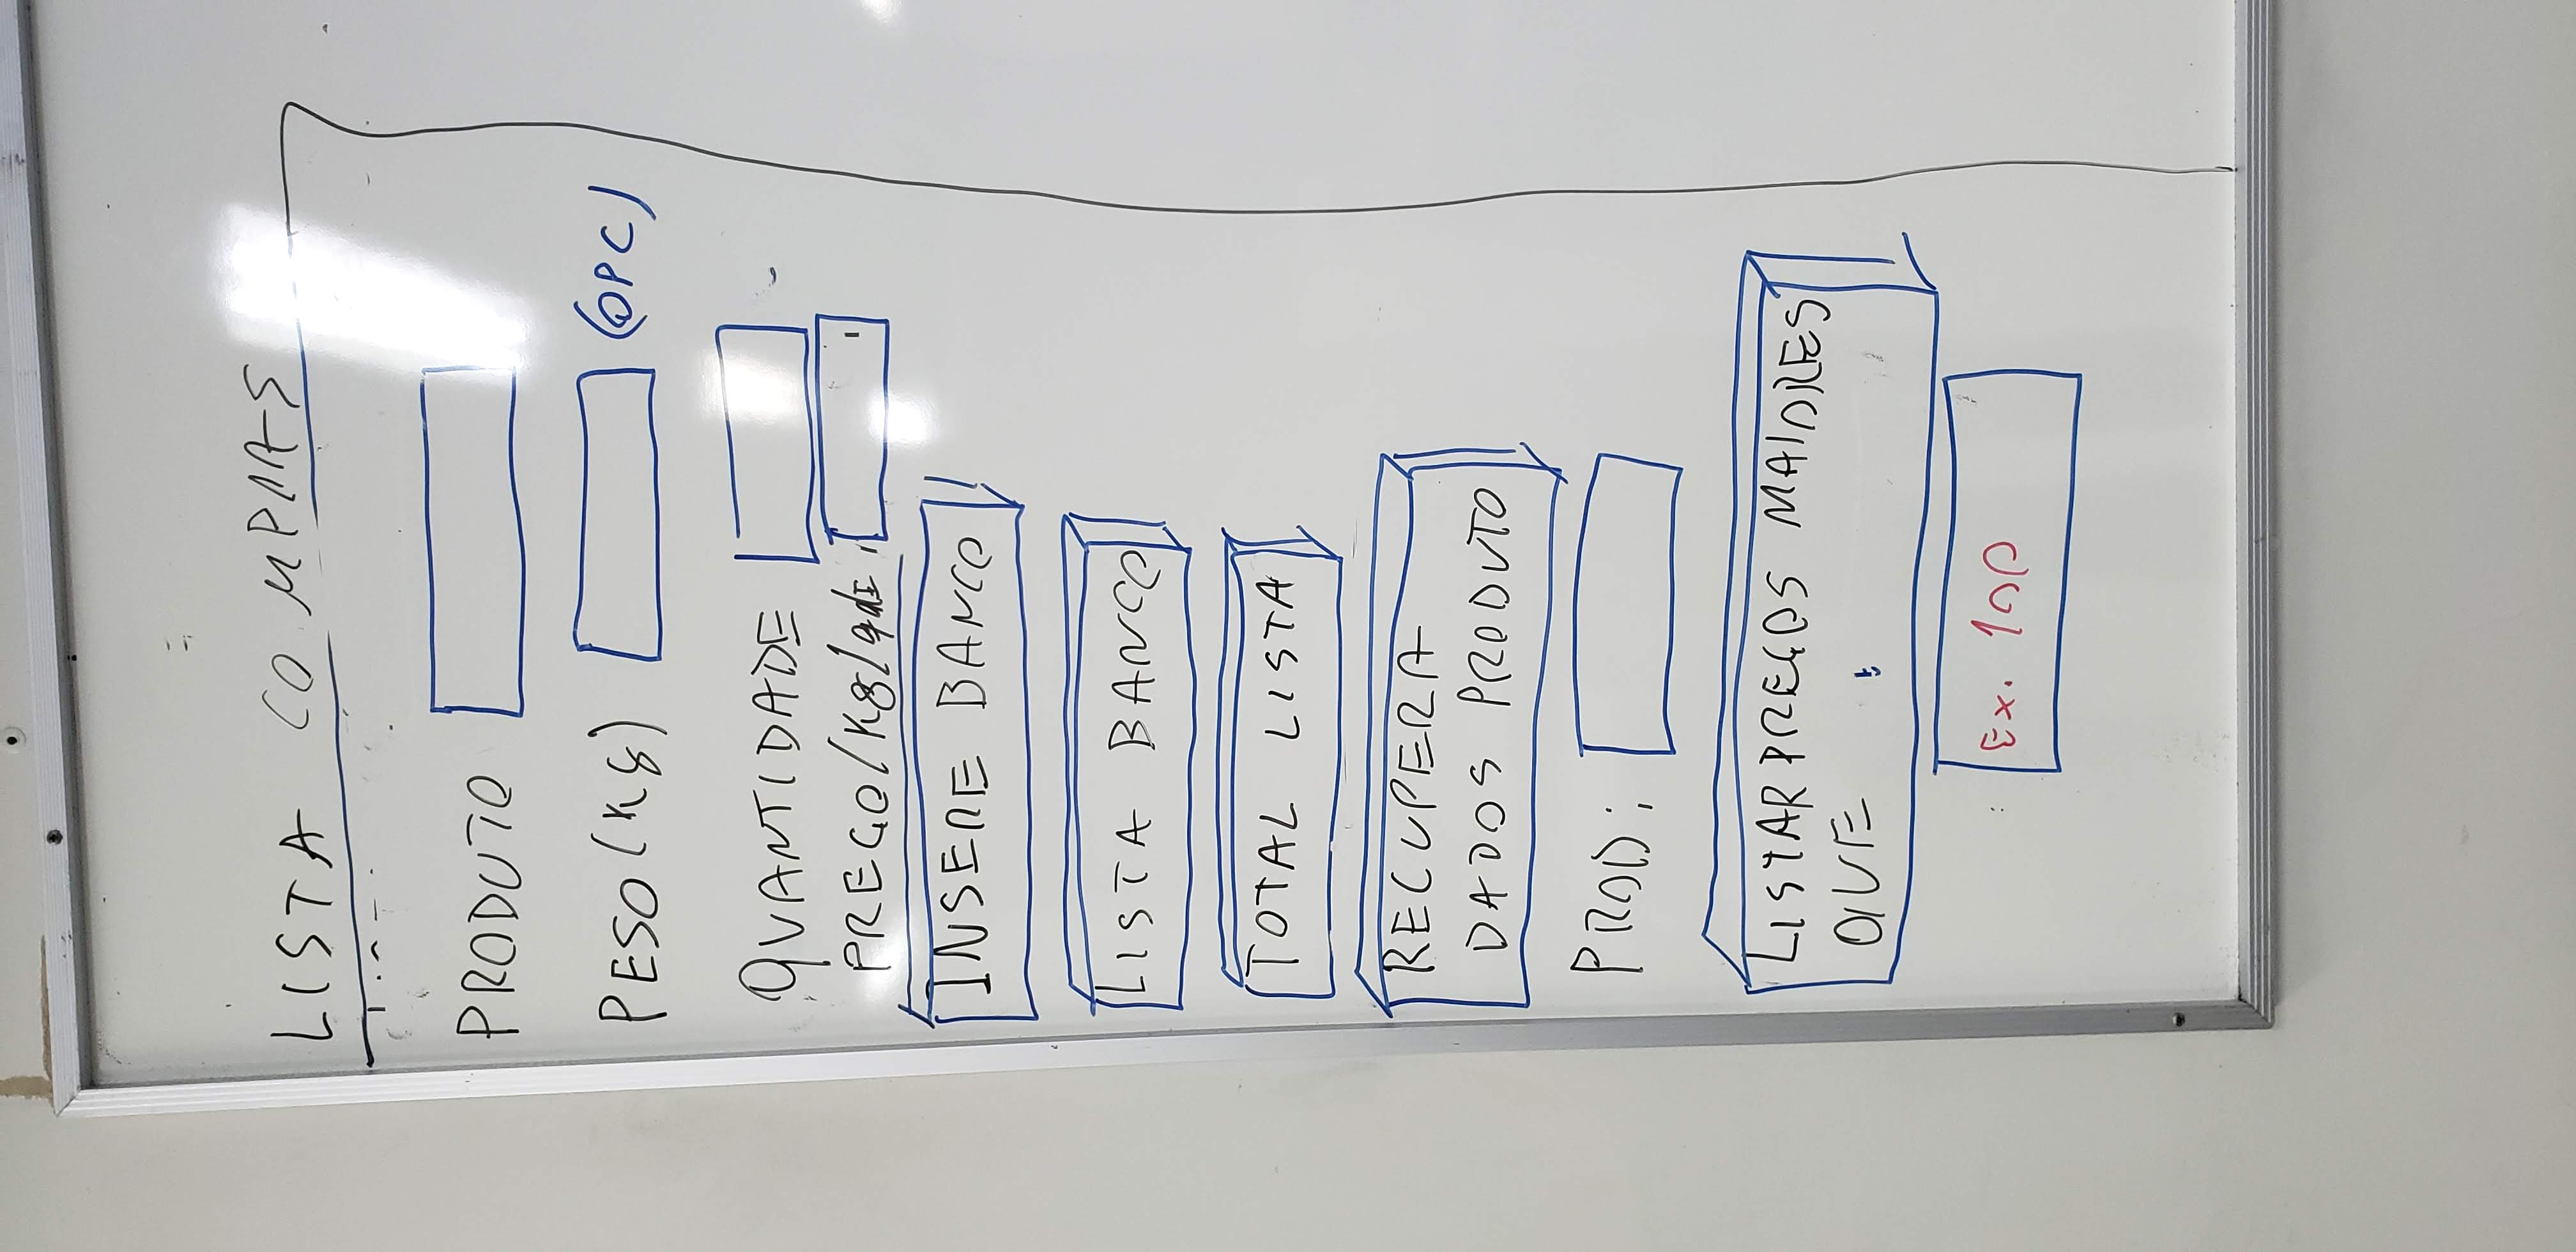 LISTA COMPRAS
PRODUTO
PESO (Kg) (OPC)
QUANTIDADE
PREÇO/Kg/qde
INSERE BANCO
LISTA BANCO
TOTAL LISTA
RECUPERA
DADOS PRODUTO
PROD:
LISTAR PREÇOS MAIORES
QUE
Ex. 100